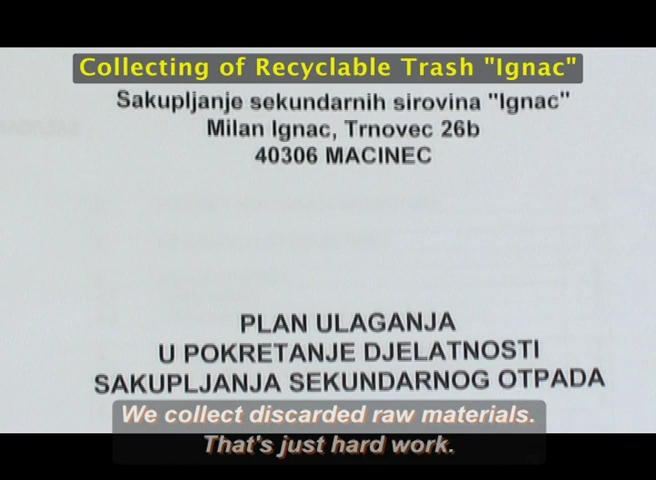 Collecting of Recyclable Trash "Ignac"
Sakupljanje sekundarnih sirovina "Ignac"
Milan Ignac, Trnovec 26b
40306 MACINEC
PLAN ULAGANJA
U POKRETANJE DJELATNOSTI
SAKUPLJANJA SEKUNDARNOG OTPADA
We collect discarded raw materials.
That's just hard work.